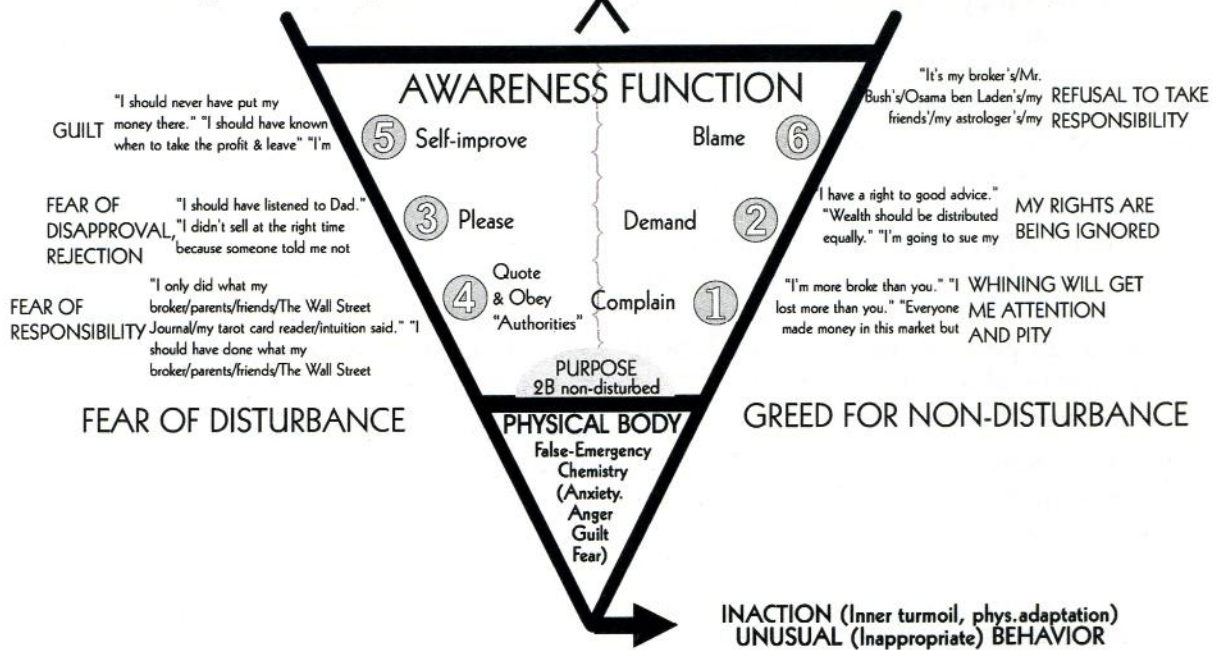 AWARENESS FUNCTION
GUILT
"I should never have put my
money there." "I should have known
when to take the profit & leave" "I'm
5 Self-improve
Blame 6
"It's my broker's/Mr.
Bush's/Osama ben Laden's/my
friends'/my astrologer's/my
REFUSAL TO TAKE
RESPONSIBILITY
FEAR OF
DISAPPROVAL,
REJECTION
"I should have listened to Dad."
"I didn't sell at the right time
because someone told me not
3 Please
Demand 2
"I have a right to good advice."
"Wealth should be distributed
equally." "I'm going to sue my
MY RIGHTS ARE
BEING IGNORED
FEAR OF
RESPONSIBILITY
"I only did what my
broker/parents/friends/The Wall Street
Journal/my tarot card reader/intuition said." "I
should have done what my
broker/parents/friends/The Wall Street
4 Quote
& Obey
"Authorities"
Complain 1
"I'm more broke than you." "I
lost more than you." "Everyone
made money in this market but
WHINING WILL GET
ME ATTENTION
AND PITY
PURPOSE
2B non-disturbed
FEAR OF DISTURBANCE
GREED FOR NON-DISTURBANCE
PHYSICAL BODY
False-Emergency
Chemistry
(Anxiety.
Anger
Guilt
Fear)
INACTION (Inner turmoil, phys.adaptation)
UNUSUAL (Inappropriate) BEHAVIOR